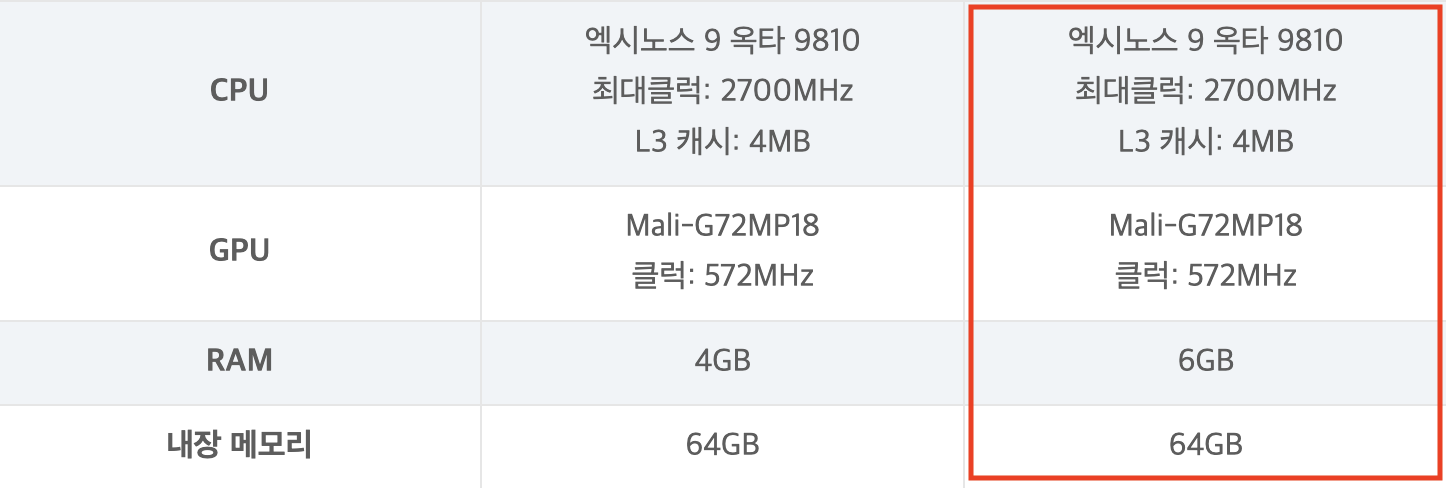 CPU
엑시노스 9 옥타 9810
최대클럭: 2700MHz
L3 캐시: 4MB
엑시노스 9 옥타 9810
최대클럭: 2700MHz
L3 캐시: 4MB
GPU
Mali-G72MP18
클럭: 572MHz
Mali-G72MP18
클럭: 572MHz
RAM
4GB
6GB
내장 메모리
64GB
64GB